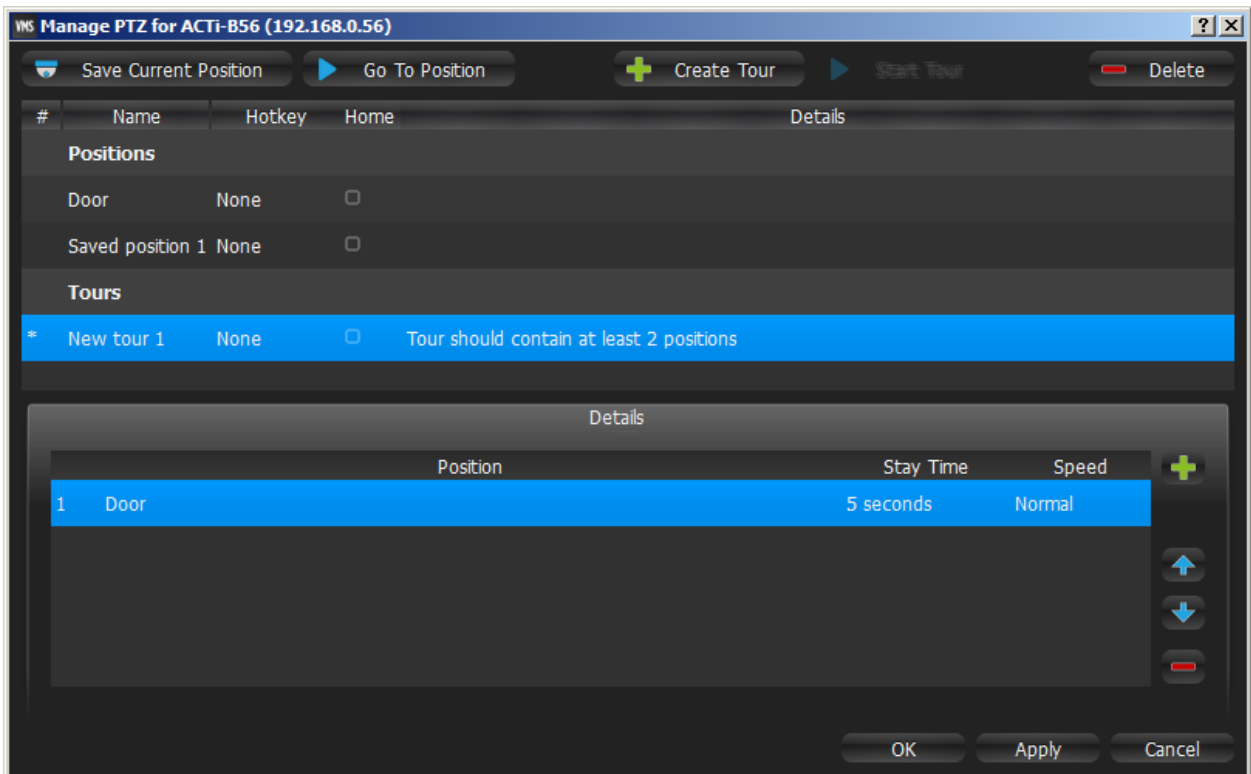 VMS Manage PTZ for ACTi-B56 (192.168.0.56)
Save Current Position Go To Position Create Tour Start Tour Delete
# Name Hotkey Home Details
Positions
Door None
Saved position 1 None
Tours
* New tour 1 None Tour should contain at least 2 positions
Details
Position Stay Time Speed
1 Door 5 seconds Normal
OK Apply Cancel